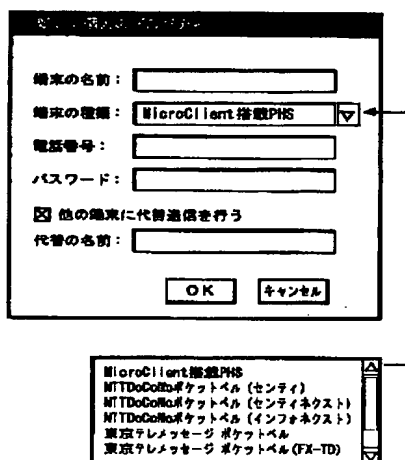 端末の名前：
端末の種類： MicroClient搭載PHS
電話番号：
パスワード：
他の端末に代替送信を行う
代替の名前：
OK キャンセル
MicroClient搭載PHS
NTTDoCoMoポケットベル（センティ）
NTTDoCoMoポケットベル（センティネクスト）
NTTDoCoMoポケットベル（インフォネクスト）
東京テレメッセージ ポケットベル
東京テレメッセージ ポケットベル(FX-TD)